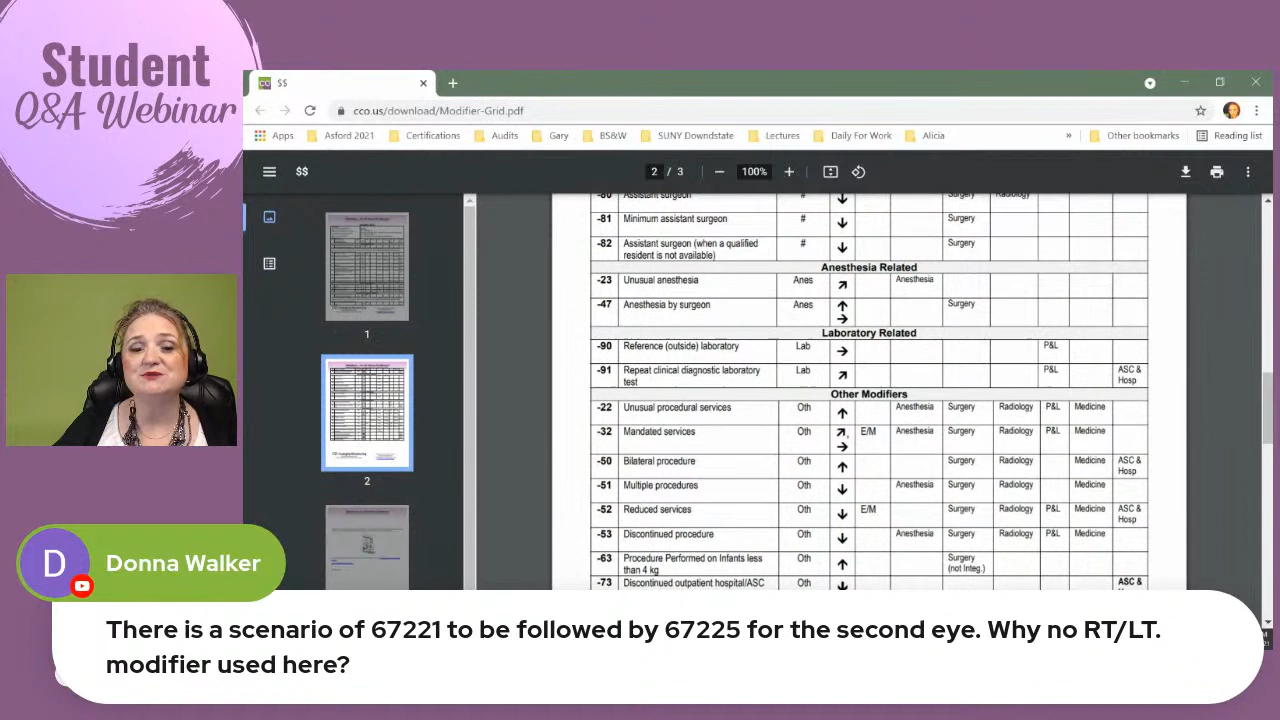 Student
Q&A Webinar
$$
cco.us/download/Modifier-Grid.pdf
Apps Asford 2021 Certifications Audits Gary BS&W SUNY Downstate Lectures Daily For Work Alicia » Other bookmarks Reading list
$$ 2 / 3 100%
1
2
-80 Assistant surgeon # Surgery Radiology
-81 Minimum assistant surgeon Surgery
-82 Assistant surgeon (when a qualified resident is not available) # Surgery
Anesthesia Related
-23 Unusual anesthesia Anes Anesthesia
-47 Anesthesia by surgeon Anes Surgery
Laboratory Related
-90 Reference (outside) laboratory Lab P&L
-91 Repeat clinical diagnostic laboratory test Lab P&L ASC & Hosp
Other Modifiers
-22 Unusual procedural services Oth Anesthesia Surgery Radiology P&L Medicine
-32 Mandated services Oth E/M Anesthesia Surgery Radiology P&L Medicine
-50 Bilateral procedure Oth Surgery Radiology Medicine ASC & Hosp
-51 Multiple procedures Oth Anesthesia Surgery Radiology Medicine
-52 Reduced services Oth E/M Surgery Radiology P&L Medicine ASC & Hosp
-53 Discontinued procedure Oth Anesthesia Surgery Radiology P&L Medicine
-63 Procedure Performed on Infants less than 4 kg Oth Surgery (not Integ.)
-73 Discontinued outpatient hospital/ASC Oth ASC &
D Donna Walker
There is a scenario of 67221 to be followed by 67225 for the second eye. Why no RT/LT.
modifier used here?